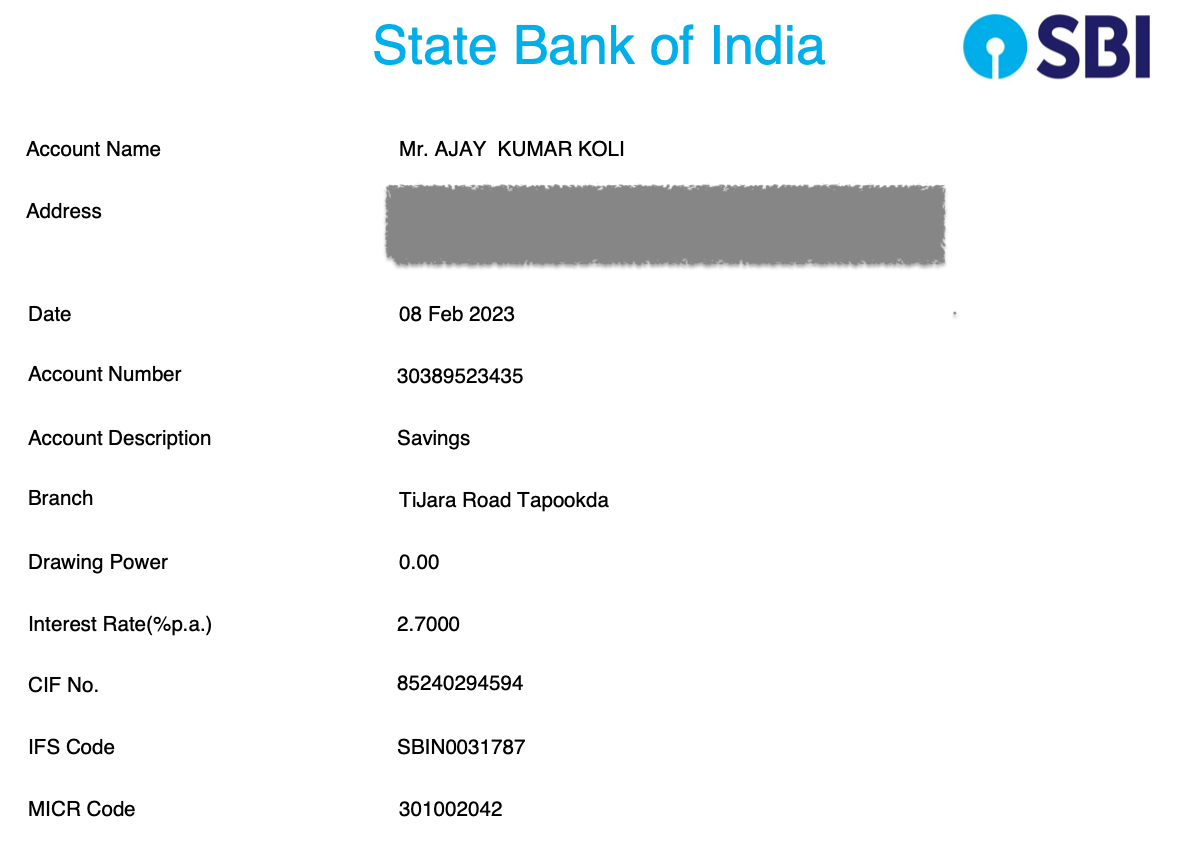 State Bank of India
SBI
Account Name Mr. AJAY KUMAR KOLI
Address
Date 08 Feb 2023
Account Number 30389523435
Account Description Savings
Branch TiJara Road Tapookda
Drawing Power 0.00
Interest Rate(%p.a.) 2.7000
CIF No. 85240294594
IFS Code SBIN0031787
MICR Code 301002042